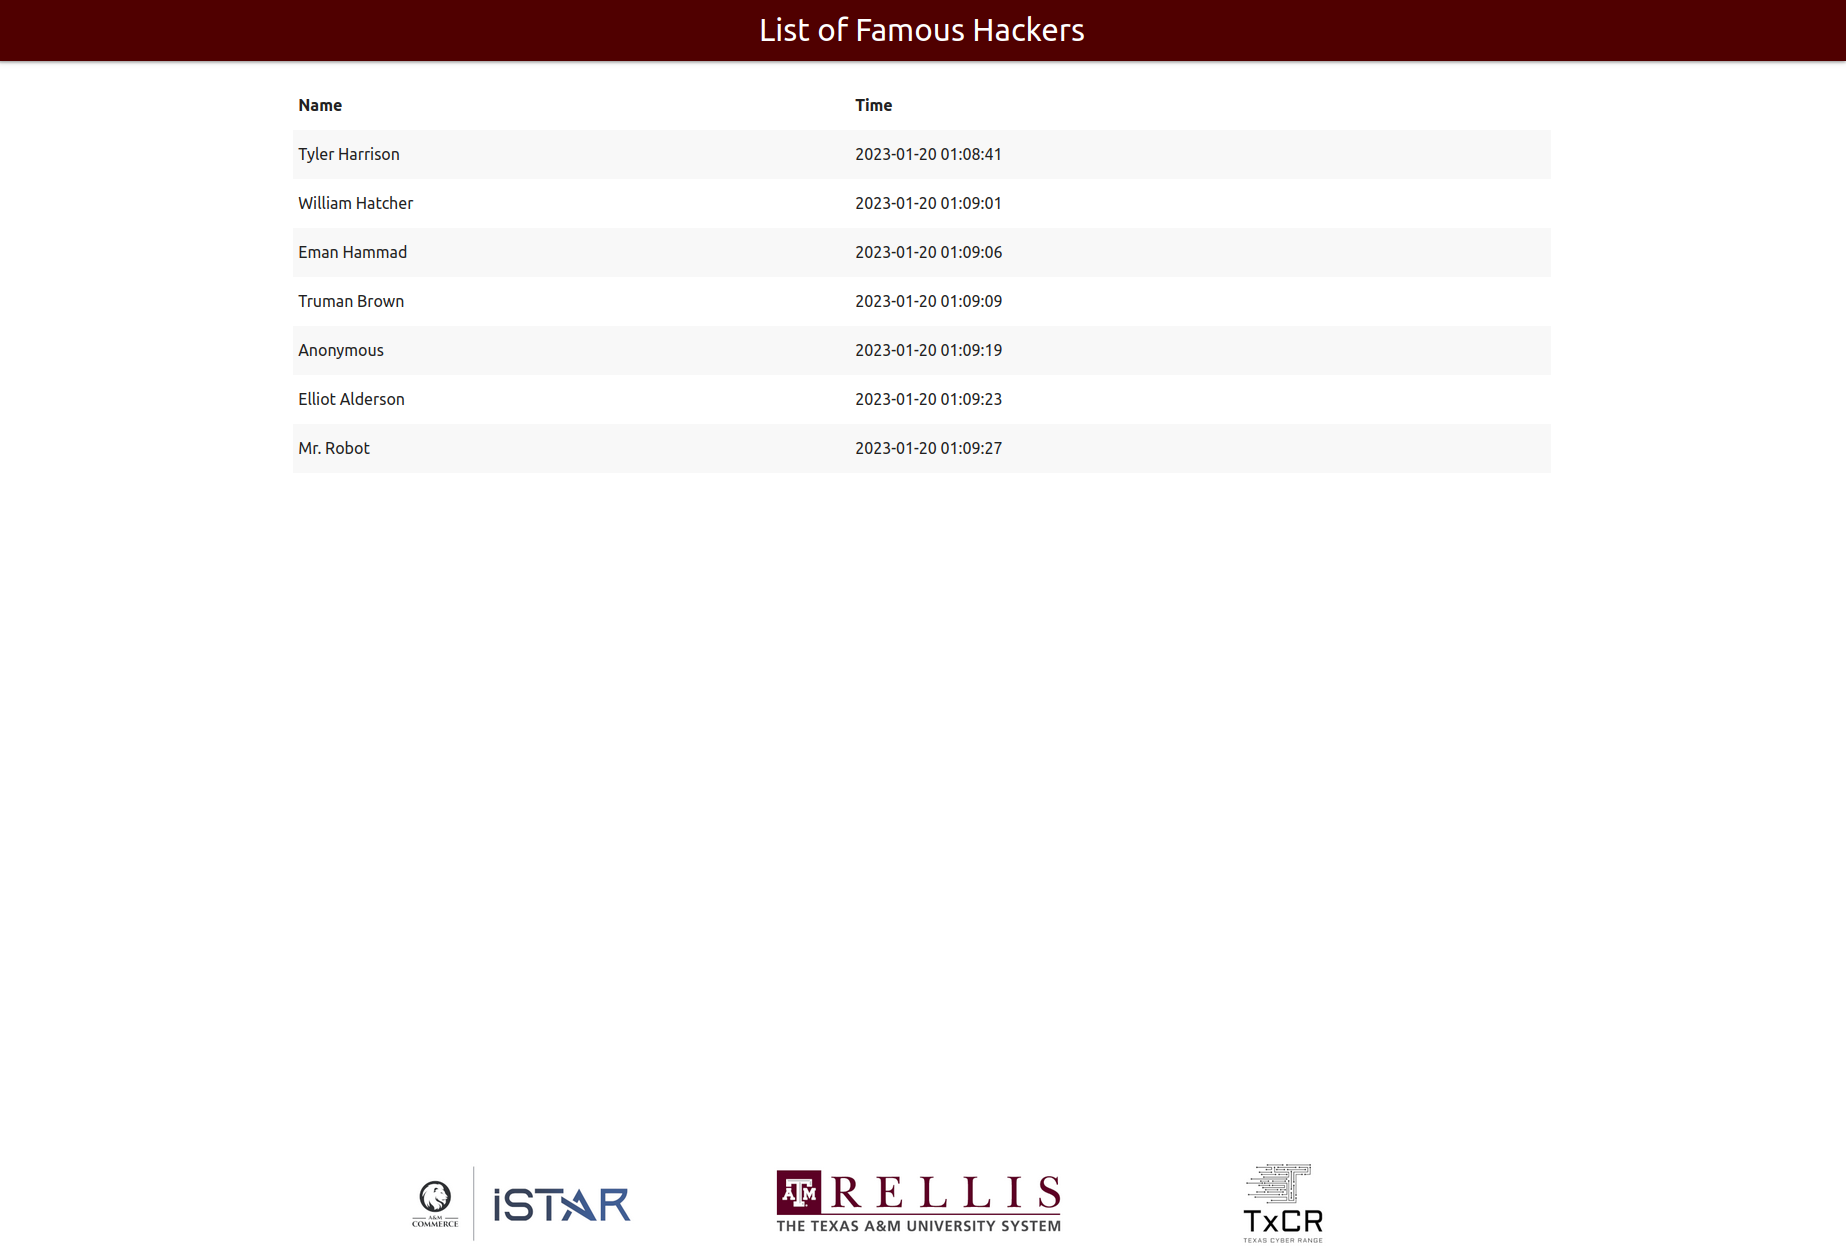 List of Famous Hackers
Name Time
Tyler Harrison 2023-01-20 01:08:41
William Hatcher 2023-01-20 01:09:01
Eman Hammad 2023-01-20 01:09:06
Truman Brown 2023-01-20 01:09:09
Anonymous 2023-01-20 01:09:19
Elliot Alderson 2023-01-20 01:09:23
Mr. Robot 2023-01-20 01:09:27
A&M
COMMERCE
iSTAR
ATM RELLIS
THE TEXAS A&M UNIVERSITY SYSTEM
TxCR
TEXAS CYBER RANGE